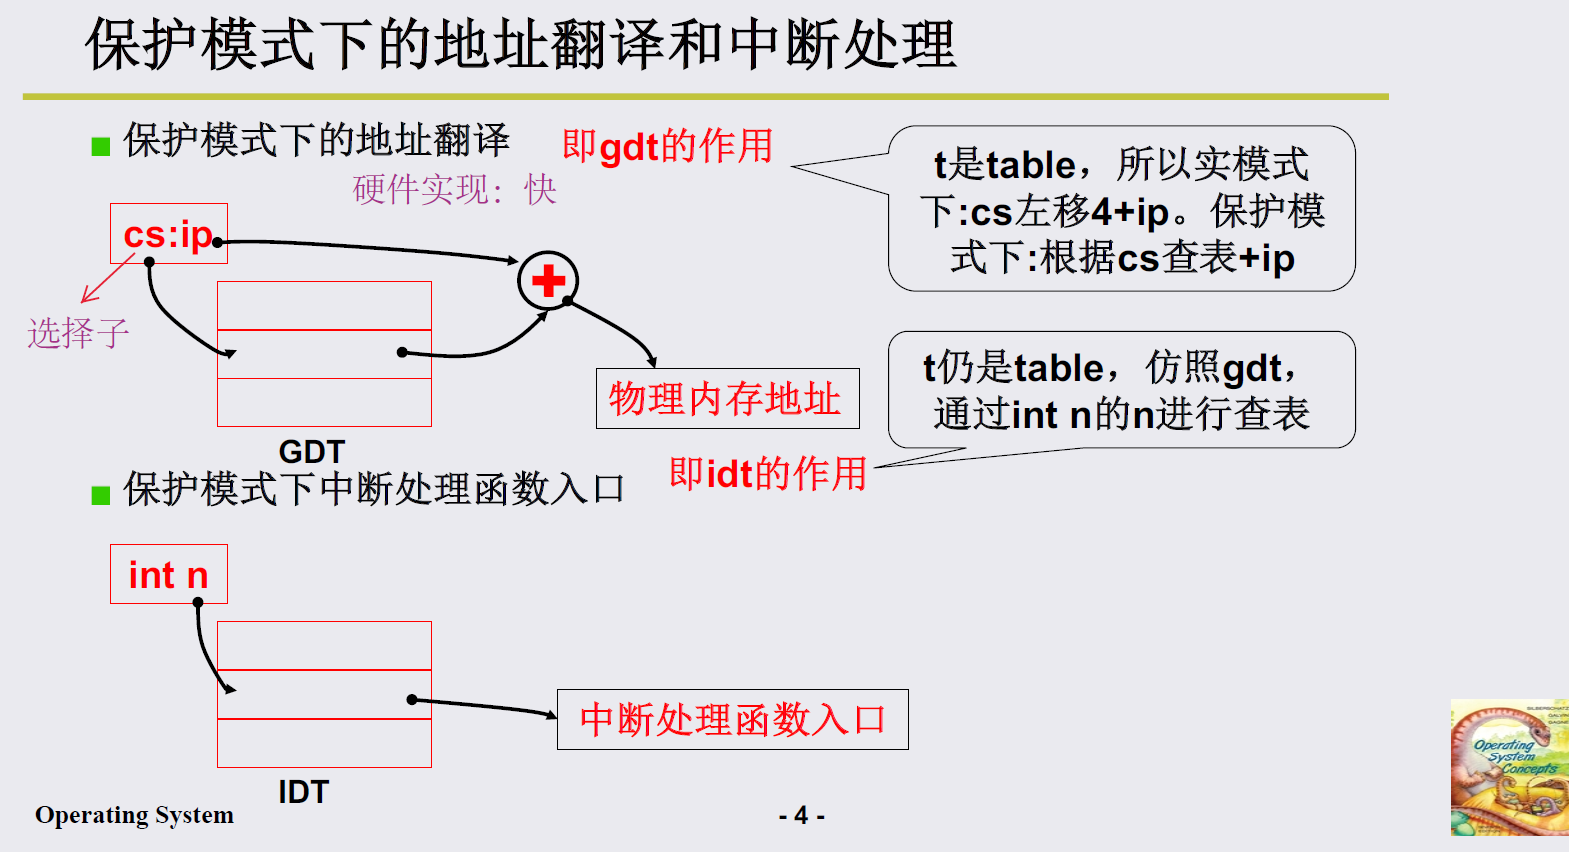 保护模式下的地址翻译和中断处理
保护模式下的地址翻译
即gdt的作用
硬件实现：快
t是table，所以实模式
下:cs左移4+ip。保护模
式下:根据cs查表+ip
cs:ip
选择子
物理内存地址
GDT
t仍是table，仿照gdt，
通过int n的n进行查表
即idt的作用
保护模式下中断处理函数入口
int n
中断处理函数入口
IDT
Operating System
- 4 -
SILBERSCHATZ
GALVIN
GAGNE
Operating
System
Concepts